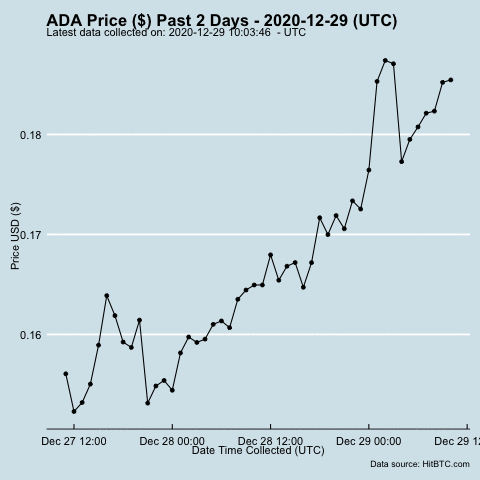 ADA Price ($) Past 2 Days - 2020-12-29 (UTC)
Latest data collected on: 2020-12-29 10:03:46  - UTC
0.18
0.17
0.16
Price USD ($)
Dec 27 12:00 Dec 28 00:00 Dec 28 12:00 Dec 29 00:00 Dec 29 12
Date Time Collected (UTC)
Data source: HitBTC.com